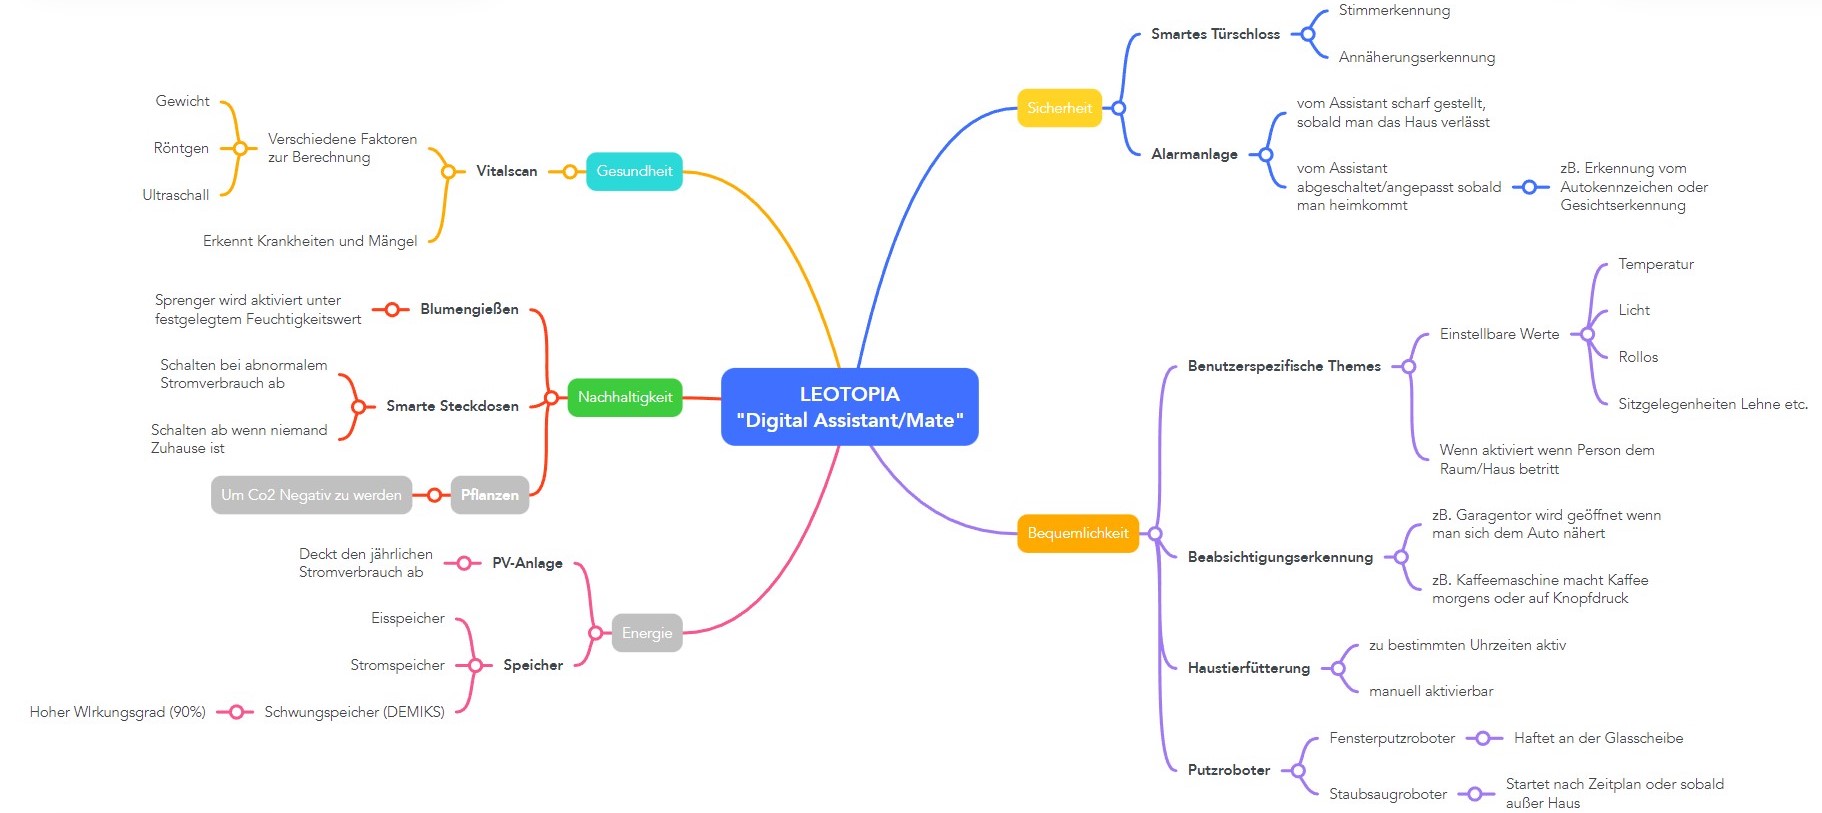 LEOTOPIA
"Digital Assistant/Mate"
Gesundheit
Vitalscan
Verschiedene Faktoren
zur Berechnung
Gewicht
Röntgen
Ultraschall
Erkennt Krankheiten und Mängel
Nachhaltigkeit
Blumengießen
Sprenger wird aktiviert unter
festgelegtem Feuchtigkeitswert
Smarte Steckdosen
Schalten bei abnormalem
Stromverbrauch ab
Schalten ab wenn niemand
Zuhause ist
Pflanzen
Um Co2 Negativ zu werden
Energie
PV-Anlage
Deckt den jährlichen
Stromverbrauch ab
Speicher
Eisspeicher
Stromspeicher
Schwungspeicher (DEMIKS)
Hoher WIrkungsgrad (90%)
Sicherheit
Smartes Türschloss
Stimmerkennung
Annäherungserkennung
Alarmanlage
vom Assistant scharf gestellt,
sobald man das Haus verlässt
vom Assistant
abgeschaltet/angepasst sobald
man heimkommt
zB. Erkennung vom
Autokennzeichen oder
Gesichtserkennung
Bequemlichkeit
Benutzerspezifische Themes
Einstellbare Werte
Temperatur
Licht
Rollos
Sitzgelegenheiten Lehne etc.
Wenn aktiviert wenn Person dem
Raum/Haus betritt
Beabsichtigungserkennung
zB. Garagentor wird geöffnet wenn
man sich dem Auto nähert
zB. Kaffeemaschine macht Kaffee
morgens oder auf Knopfdruck
Haustierfütterung
zu bestimmten Uhrzeiten aktiv
manuell aktivierbar
Putzroboter
Fensterputzroboter
Haftet an der Glasscheibe
Staubsaugroboter
Startet nach Zeitplan oder sobald
außer Haus